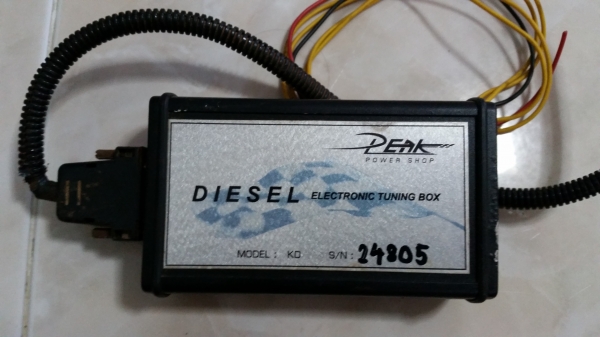 PEAK
POWER SHOP
DIESEL ELECTRONIC TUNING BOX
MODEL : KD S/N : 24805